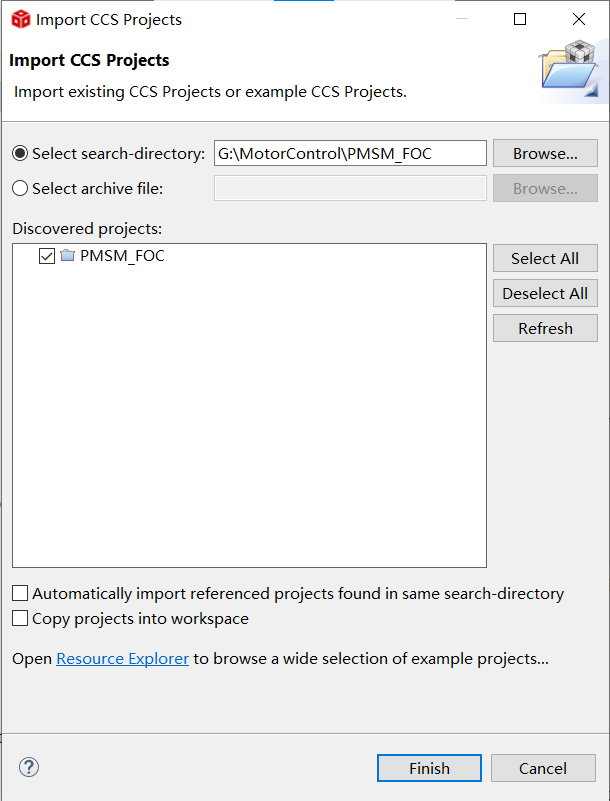 Import CCS Projects
Import CCS Projects
Import existing CCS Projects or example CCS Projects.
Select search-directory: G:\MotorControl\PMSM_FOC Browse...
Select archive file: Browse...
Discovered projects:
PMSM_FOC
Select All
Deselect All
Refresh
Automatically import referenced projects found in same search-directory
Copy projects into workspace
Open Resource Explorer to browse a wide selection of example projects...
? Finish Cancel